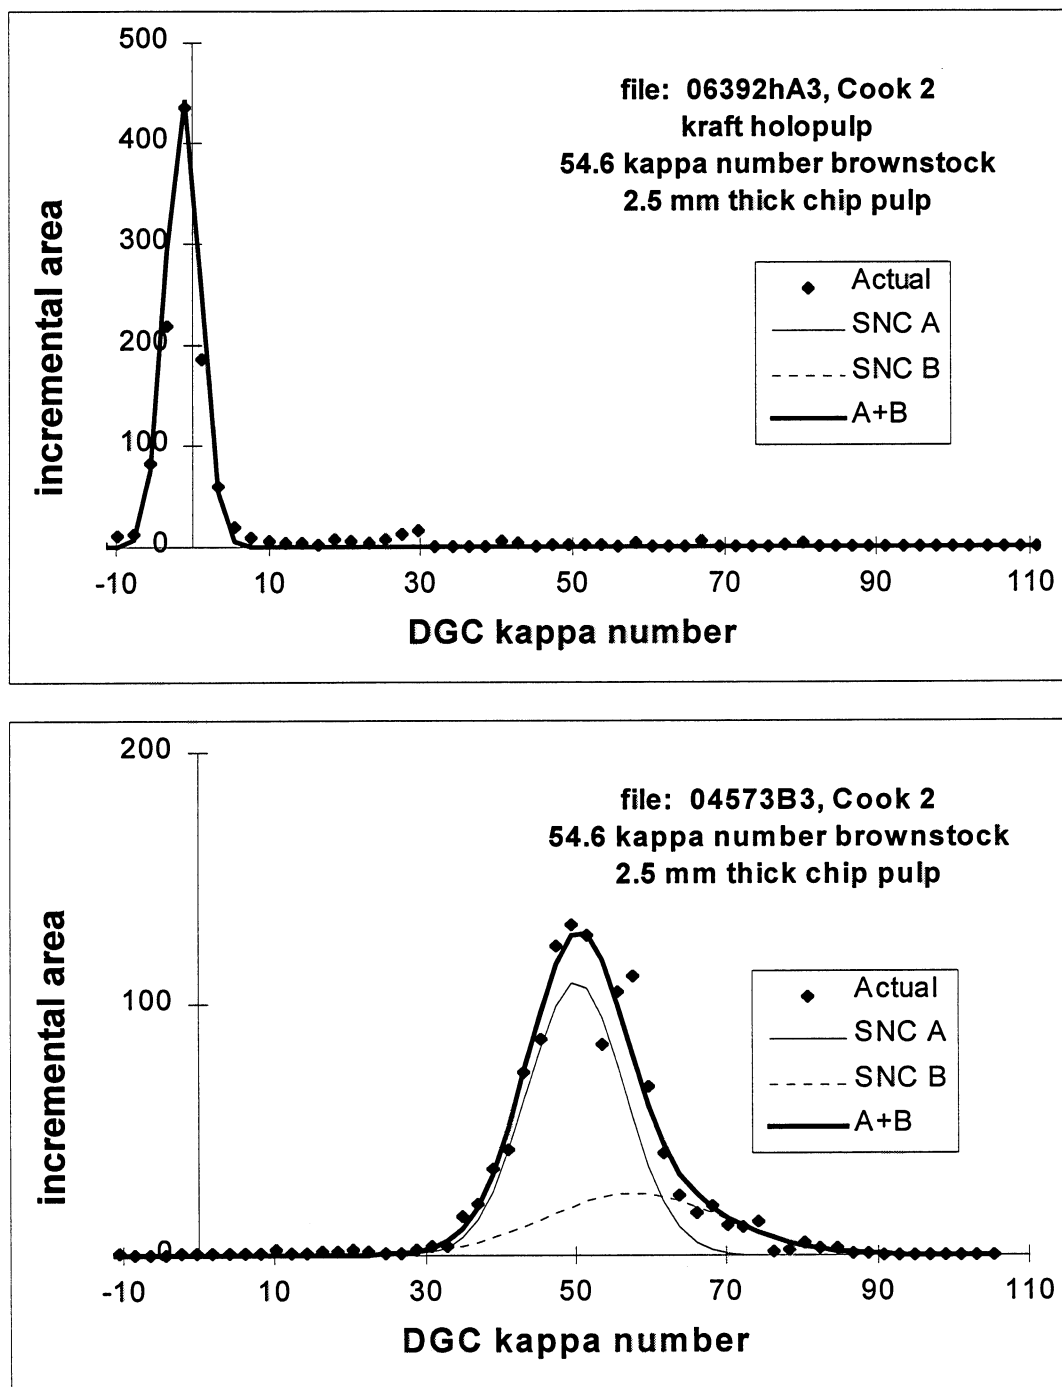 500
400
300
200
100
0
incremental area
file: 06392hA3, Cook 2
kraft holopulp
54.6 kappa number brownstock
2.5 mm thick chip pulp
Actual
SNC A
SNC B
A+B
-10 10 30 50 70 90 110
DGC kappa number
200
100
0
incremental area
file: 04573B3, Cook 2
54.6 kappa number brownstock
2.5 mm thick chip pulp
Actual
SNC A
SNC B
A+B
-10 10 30 50 70 90 110
DGC kappa number